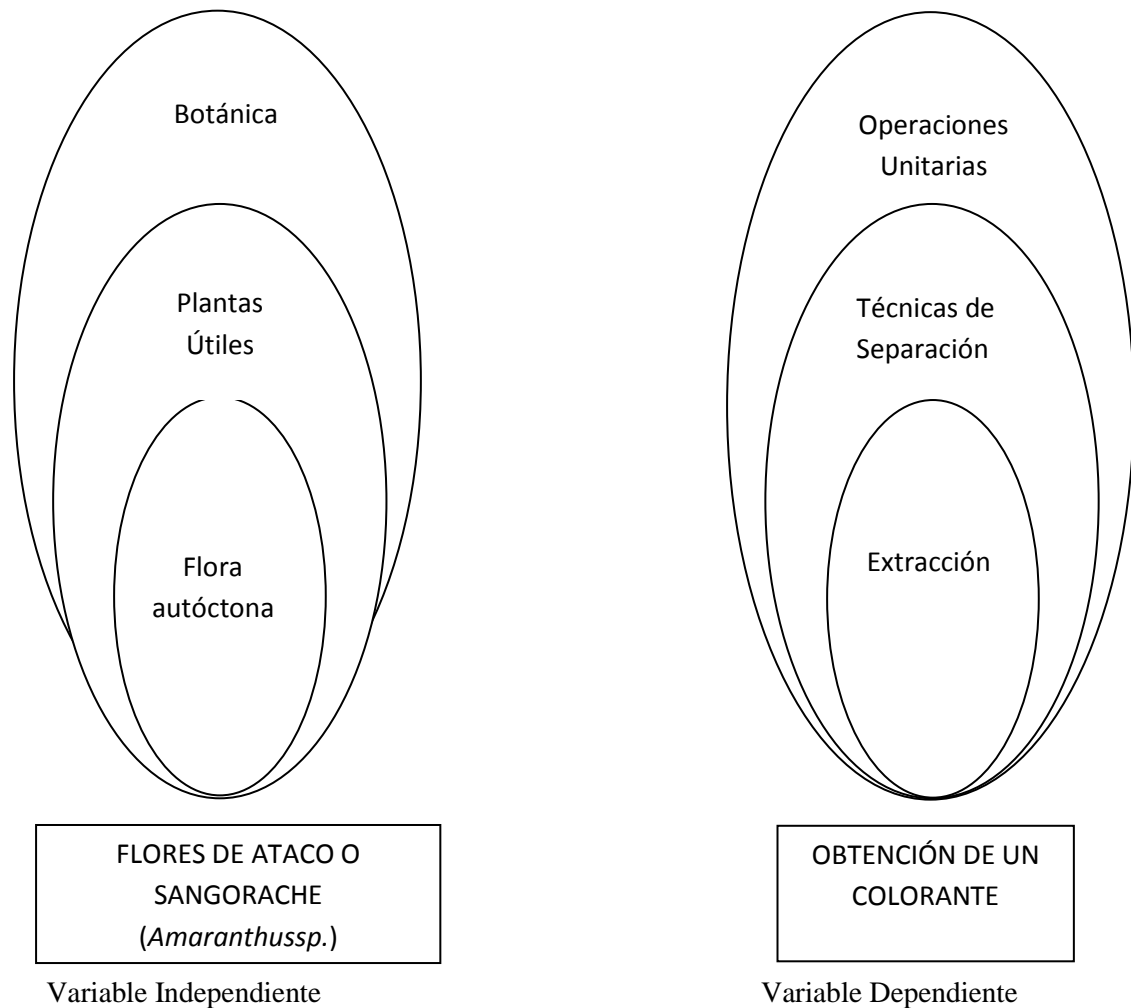 Botánica
Plantas
Útiles
Flora
autóctona
FLORES DE ATACO O
SANGORACHE
(Amaranthussp.)
Variable Independiente
Operaciones
Unitarias
Técnicas de
Separación
Extracción
OBTENCIÓN DE UN
COLORANTE
Variable Dependiente